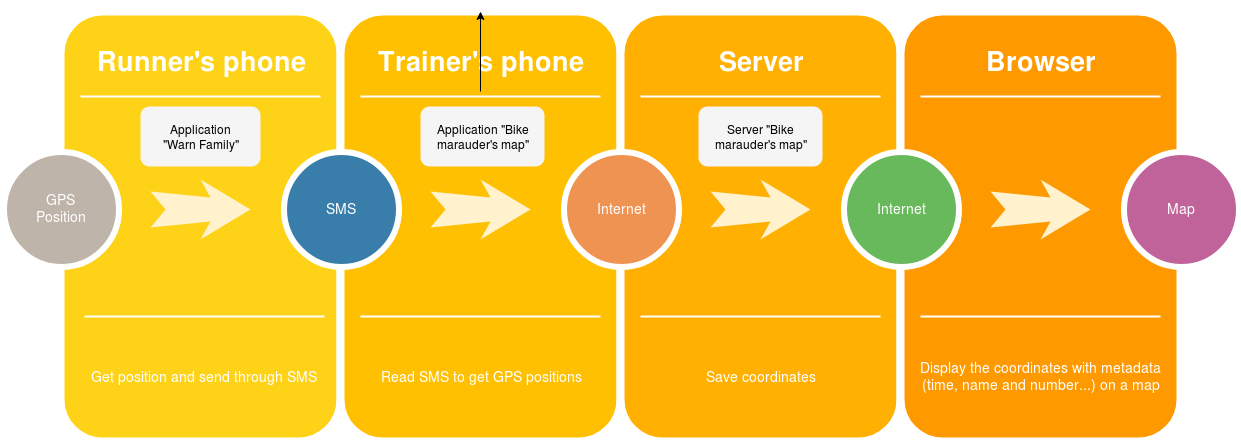 Runner's phone
Trainer's phone
Server
Browser
Application
"Warn Family"
Application "Bike
marauder's map"
Server "Bike
marauder's map"
GPS
Position
SMS
Internet
Internet
Map
Get position and send through SMS
Read SMS to get GPS positions
Save coordinates
Display the coordinates with metadata
(time, name and number...) on a map